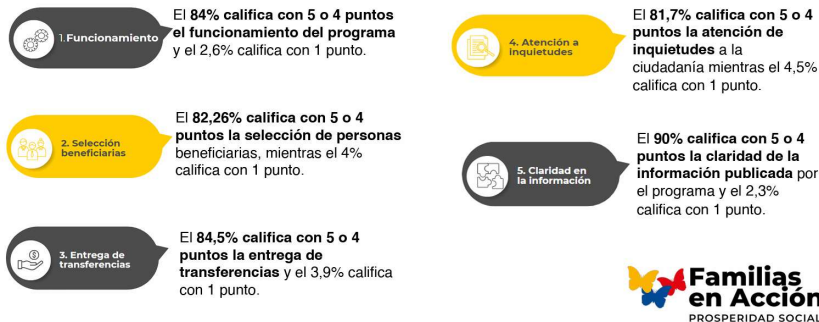 1.Funcionamiento
El 84% califica con 5 o 4 puntos
el funcionamiento del programa
y el 2,6% califica con 1 punto.
2. Selección
beneficiarias
El 82,26% califica con 5 o 4
puntos la selección de personas
beneficiarias, mientras el 4%
califica con 1 punto.
3. Entrega de
transferencias
El 84,5% califica con 5 o 4
puntos la entrega de
transferencias y el 3,9% califica
con 1 punto.
4. Atención a
inquietudes
El 81,7% califica con 5 o 4
puntos la atención de
inquietudes a la
ciudadanía mientras el 4,5%
califica con 1 punto.
5. Claridad en
la información
El 90% califica con 5 o 4
puntos la claridad de la
información publicada por
el programa y el 2,3%
califica con 1 punto.
Familias
en Acción
PROSPERIDAD SOCIAL